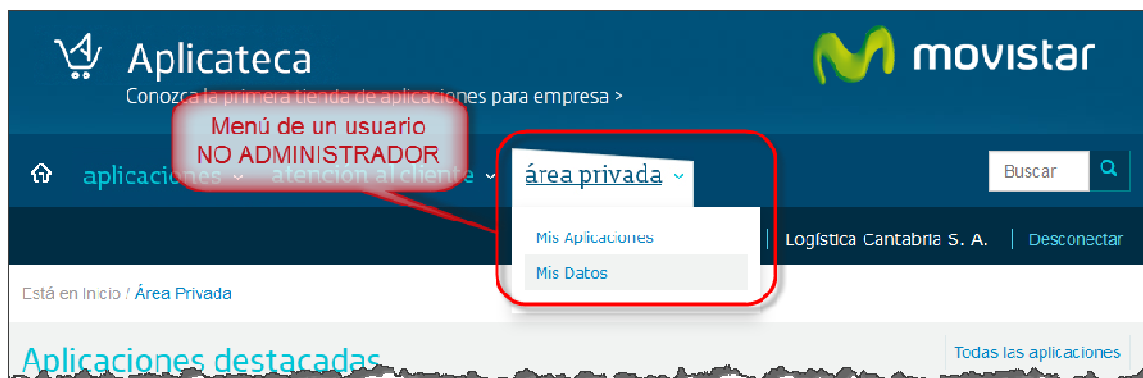 Aplicateca
movistar
Conozca la primera tienda de aplicaciones para empresa >
Menú de un usuario
NO ADMINISTRADOR
aplicaciones
atención al cliente
área privada
Buscar
Mis Aplicaciones
Logística Cantabria S. A. | Desconectar
Mis Datos
Está en Inicio / Área Privada
Aplicaciones destacadas
Todas las aplicaciones